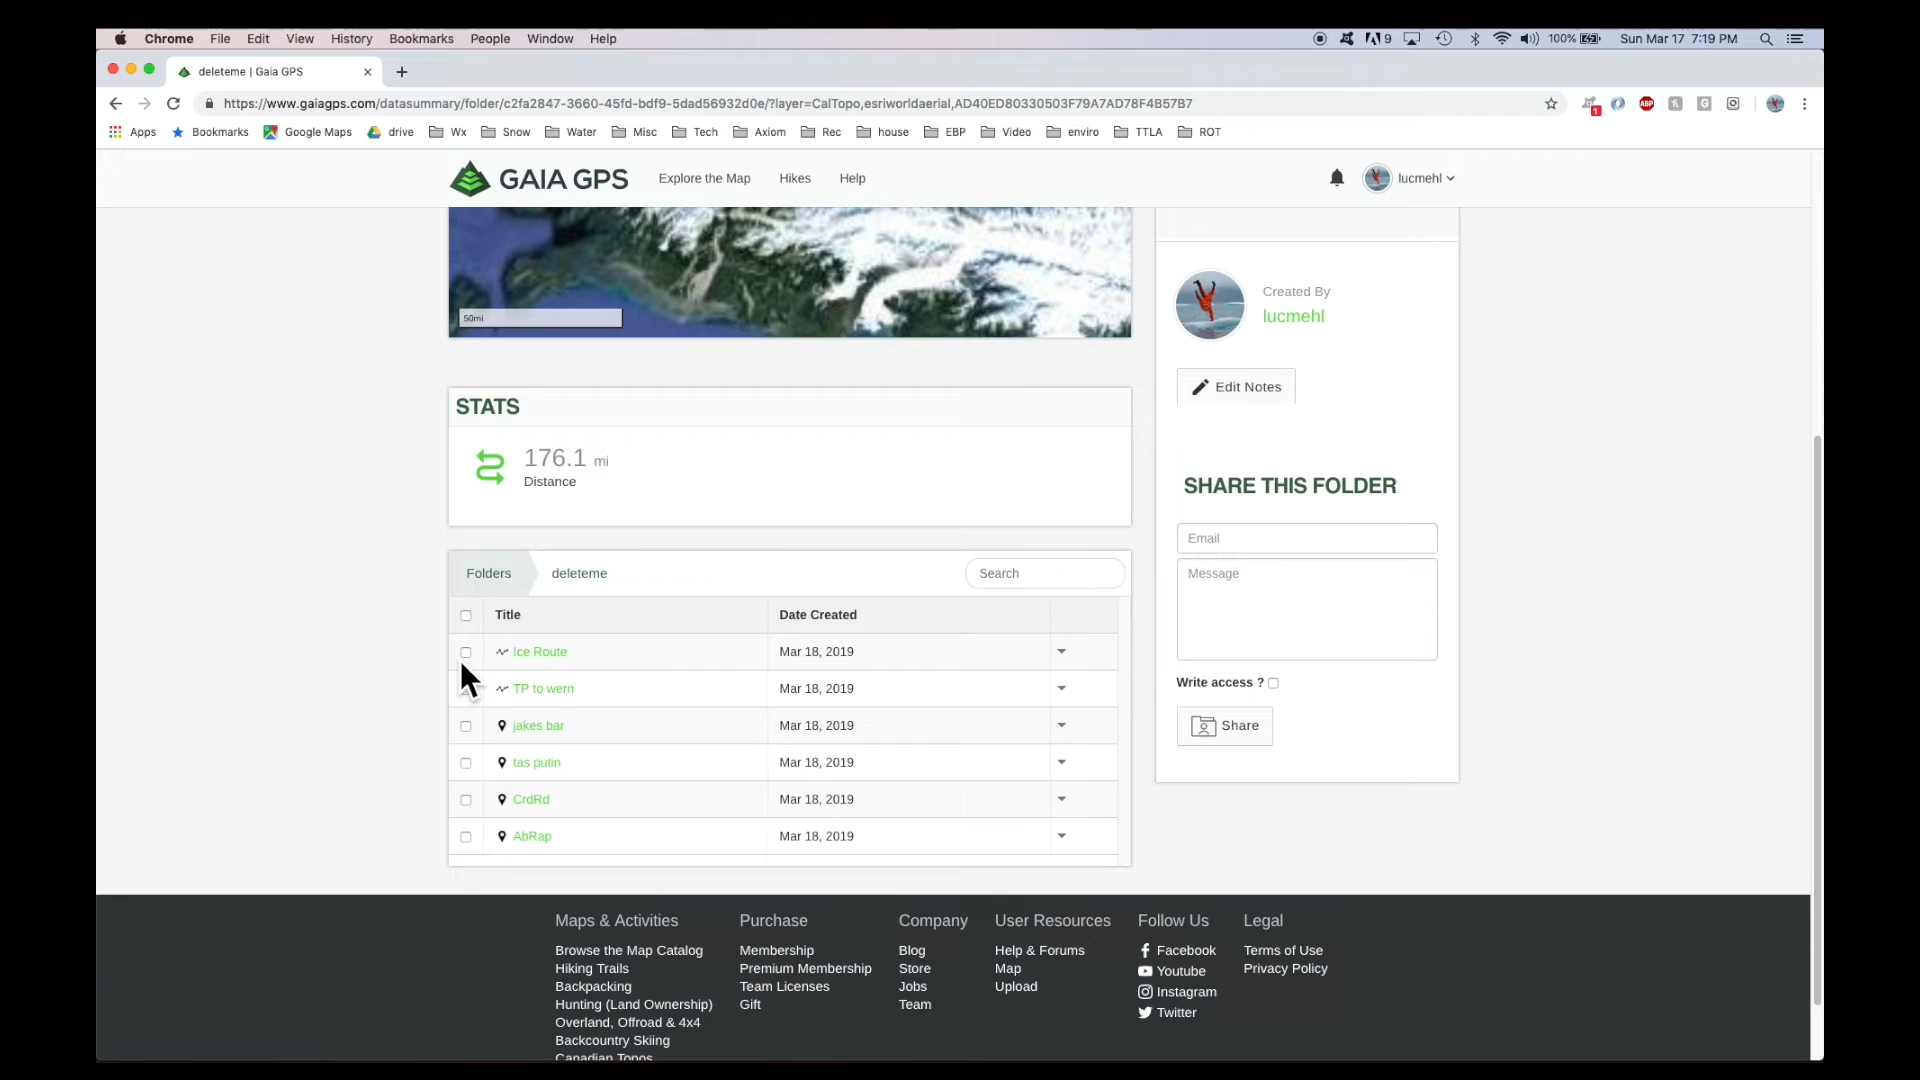 Chrome File Edit View History Bookmarks People Window Help 9 100% Sun Mar 17 7:19 PM
deleteme | Gaia GPS
https://www.gaiagps.com/datasummary/folder/c2fa2847-3660-45fd-bdf9-5dad56932d0e/?layer=CalTopo,esriworldaerial,AD40ED80330503F79A7AD78F4B57B7 1 ABP
Apps Bookmarks Google Maps drive Wx Snow Water Misc Tech Axiom Rec house EBP Video enviro TTLA ROT
GAIA GPS Explore the Map Hikes Help lucmehl
50mi
Created By
lucmehl
Edit Notes
STATS
176.1 mi
Distance
SHARE THIS FOLDER
Email
Message
Write access ?
Share
Folders deleteme Search
Title Date Created
Ice Route Mar 18, 2019
TP to wern Mar 18, 2019
jakes bar Mar 18, 2019
tas putin Mar 18, 2019
CrdRd Mar 18, 2019
AbRap Mar 18, 2019
Maps & Activities
Browse the Map Catalog
Hiking Trails
Backpacking
Hunting (Land Ownership)
Overland, Offroad & 4x4
Backcountry Skiing
Canadian Topos
Purchase
Membership
Premium Membership
Team Licenses
Gift
Company
Blog
Store
Jobs
Team
User Resources
Help & Forums
Map
Upload
Follow Us
Facebook
Youtube
Instagram
Twitter
Legal
Terms of Use
Privacy Policy